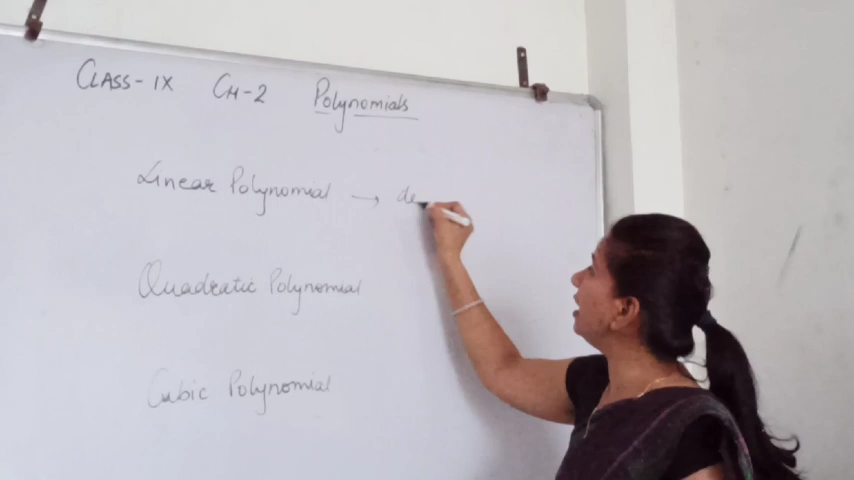 CLASS-IX CH-2 Polynomials
Linear Polynomial → de
Quadratic Polynomial
Cubic Polynomial